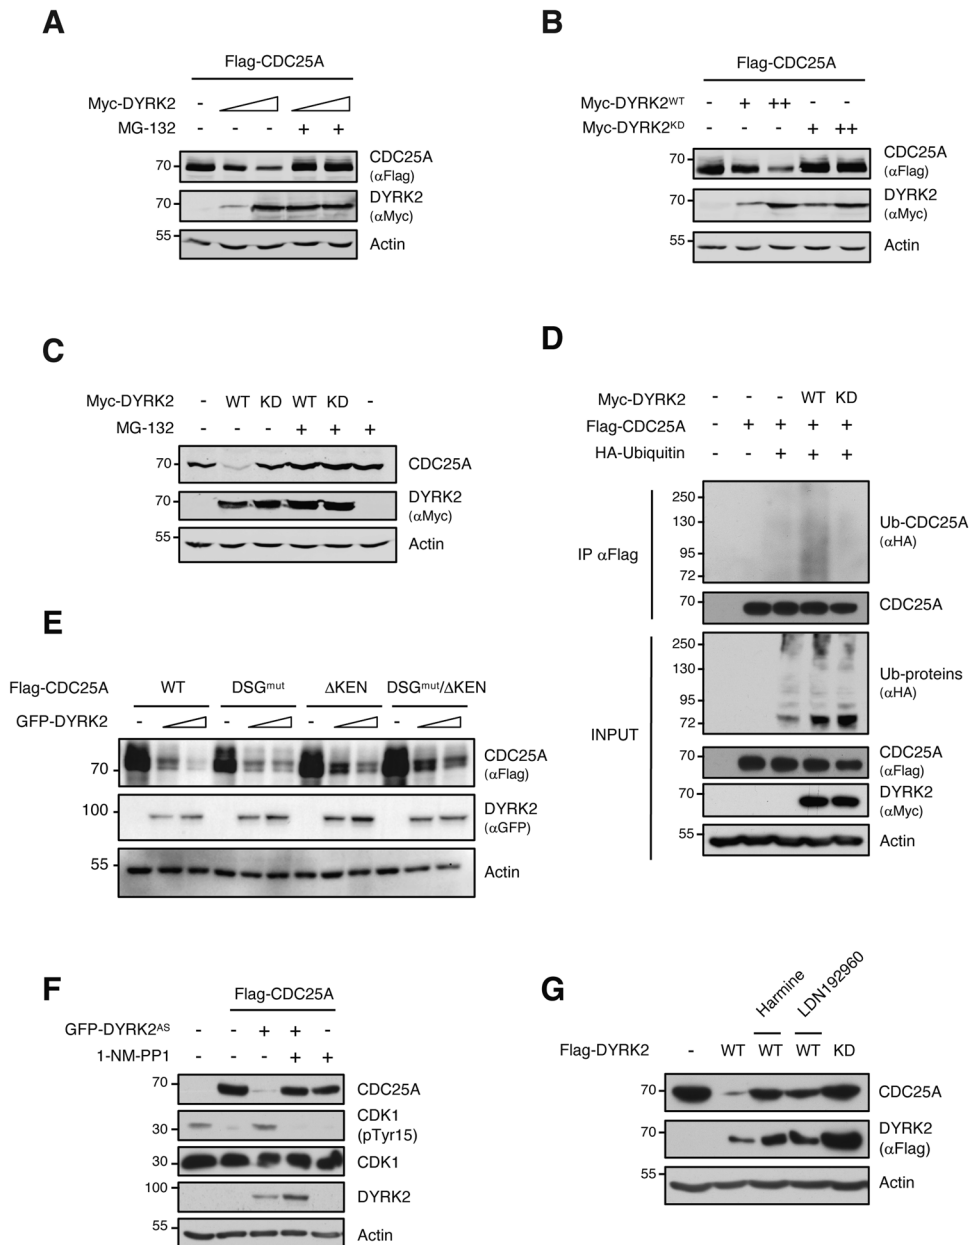 A
Flag-CDC25A
Myc-DYRK2 -
MG-132 - - - + +
70 CDC25A
(αFlag)
70 DYRK2
(αMyc)
55 Actin
B
Flag-CDC25A
Myc-DYRK2WT - + ++ - -
Myc-DYRK2KD - - - + ++
70 CDC25A
(αFlag)
70 DYRK2
(αMyc)
55 Actin
C
Myc-DYRK2 - WT KD WT KD -
MG-132 - - - + + +
70 CDC25A
70 DYRK2
(αMyc)
55 Actin
D
Myc-DYRK2 - - - WT KD
Flag-CDC25A - + + + +
HA-Ubiquitin - - + + +
IP αFlag
250
130 Ub-CDC25A
(αHA)
95
72
70 CDC25A
INPUT
250
130 Ub-proteins
(αHA)
95
72
70 CDC25A
(αFlag)
70 DYRK2
(αMyc)
55 Actin
E
Flag-CDC25A WT DSGmut ΔKEN DSGmut/ΔKEN
GFP-DYRK2 - - - -
70 CDC25A
(αFlag)
100 DYRK2
(αGFP)
55 Actin
F
Flag-CDC25A
GFP-DYRK2AS - - + + -
1-NM-PP1 - - - + +
70 CDC25A
30 CDK1
(pTyr15)
30 CDK1
100 DYRK2
55 Actin
G
Harmine LDN192960
Flag-DYRK2 - WT WT WT KD
70 CDC25A
70 DYRK2
(αFlag)
55 Actin